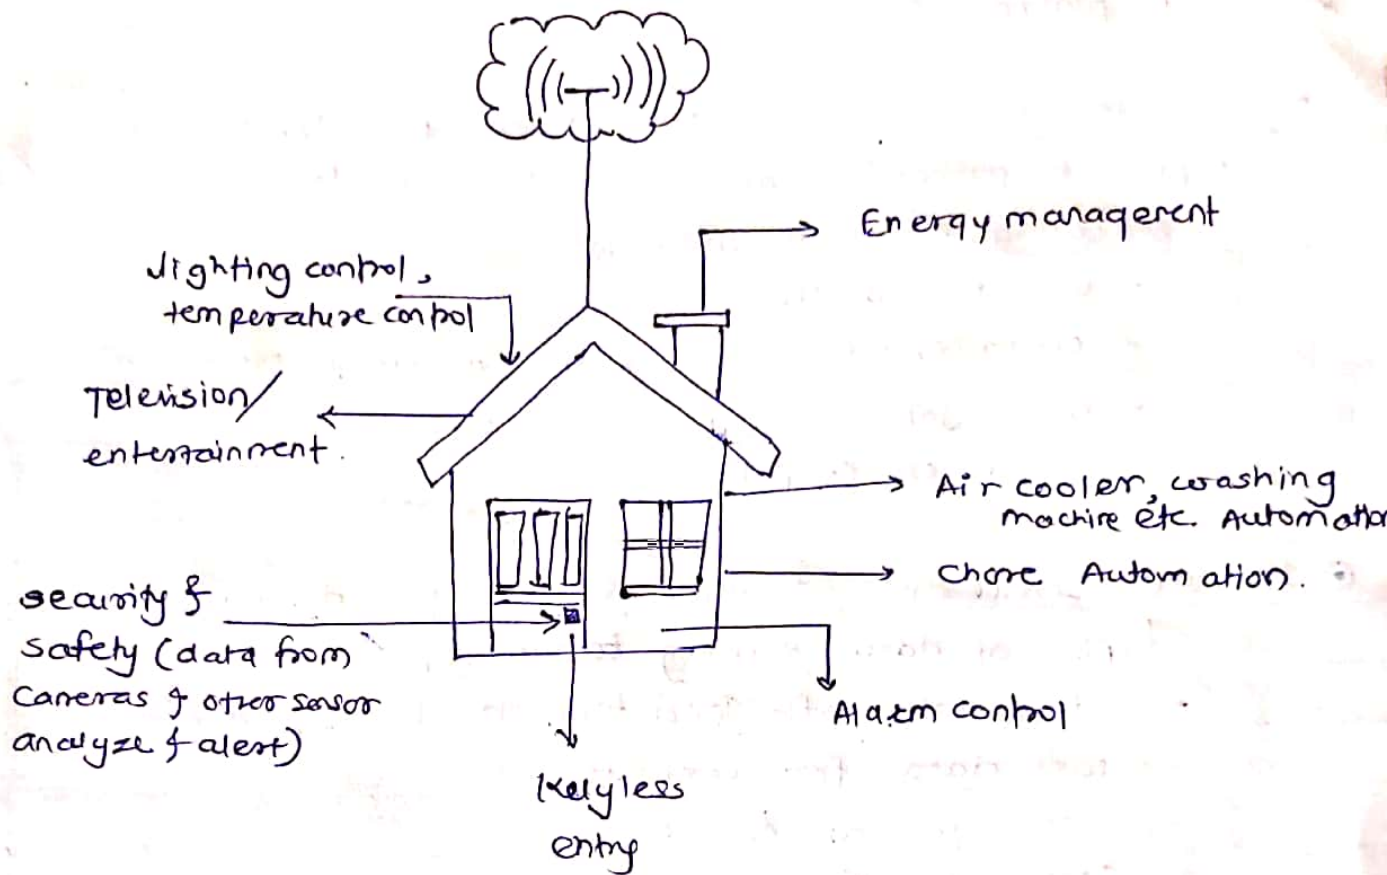 Energy management
lighting control,
temperature control
Television/
entertainment.
Air cooler, washing
machine etc. Automation
Chore Automation.
security &
safety (data from
cameras & other sensor
analyze & alert)
Alarm control
Keyless
entry